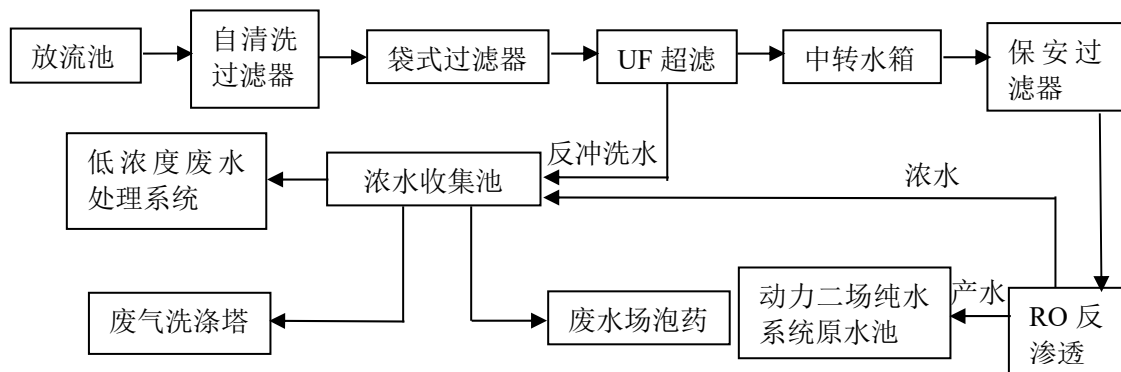 放流池
自清洗
过滤器
袋式过滤器
UF 超滤
中转水箱
保安过
滤器
反冲洗水
低浓度废水
处理系统
浓水收集池
浓水
废气洗涤塔
废水场泡药
动力二场纯水
系统原水池
产水
RO 反
渗透